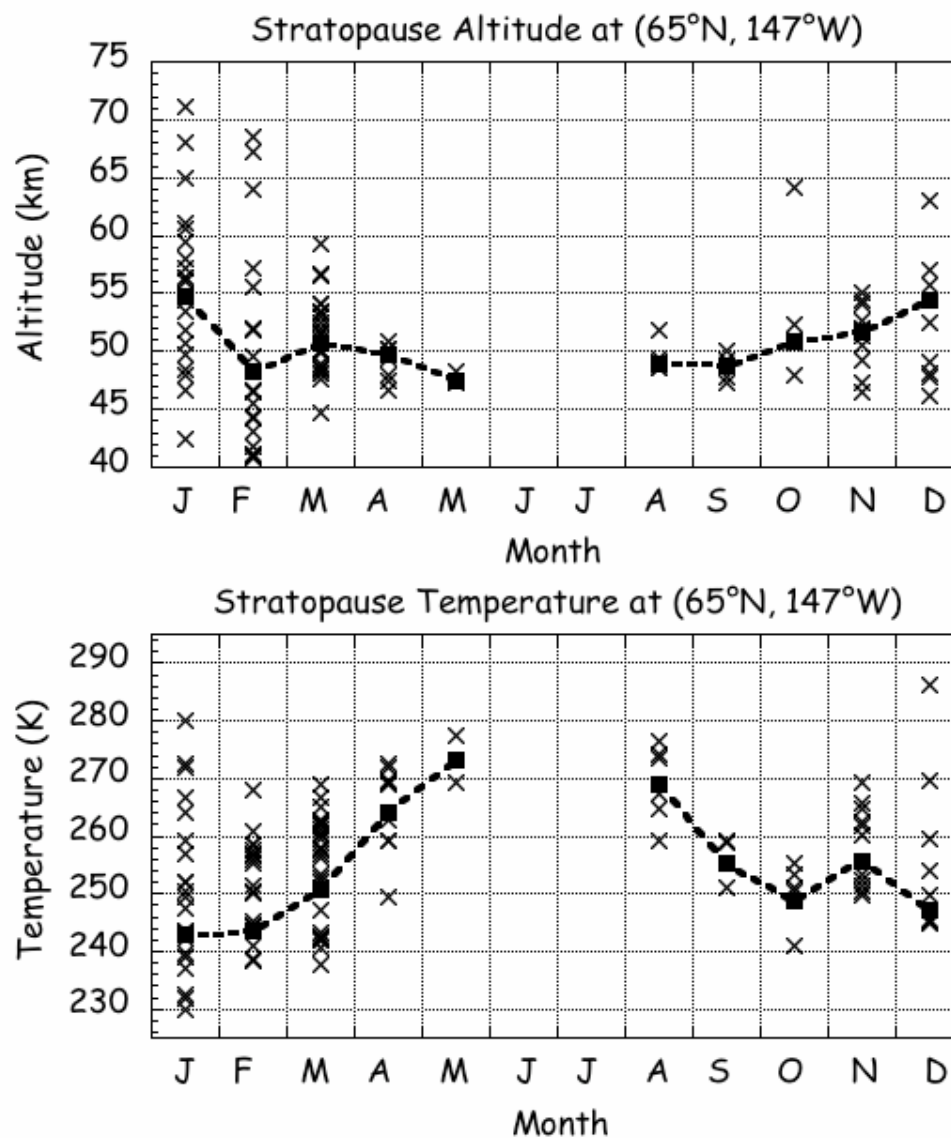 Stratopause Altitude at (65°N, 147°W)
75
70
65
60
55
50
45
40
Altitude (km)
J F M A M J J A S O N D
Month
Stratopause Temperature at (65°N, 147°W)
290
280
270
260
250
240
230
Temperature (K)
J F M A M J J A S O N D
Month